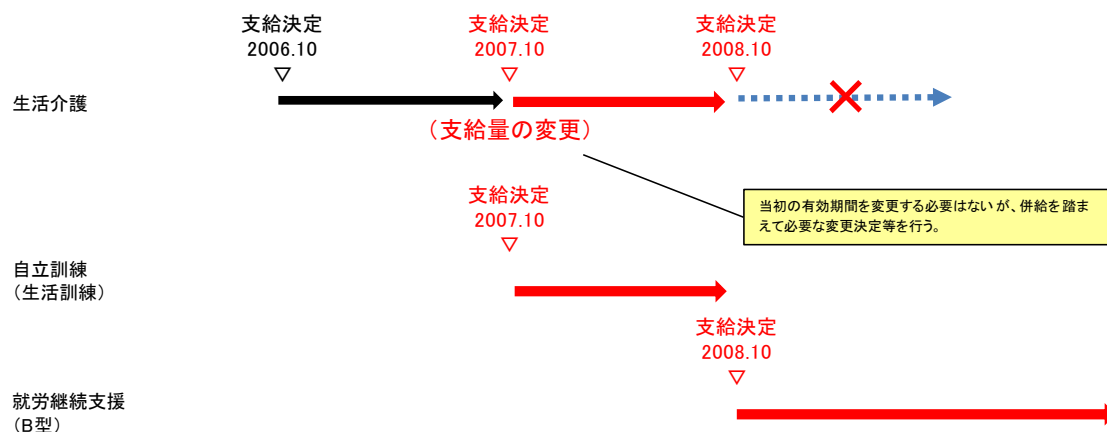 支給決定
2006.10
▽
支給決定
2007.10
▽
支給決定
2008.10
▽
生活介護
（支給量の変更）
支給決定
2007.10
▽
当初の有効期間を変更する必要はないが、併給を踏ま
えて必要な変更決定等を行う。
自立訓練
（生活訓練）
支給決定
2008.10
▽
就労継続支援
（B型）